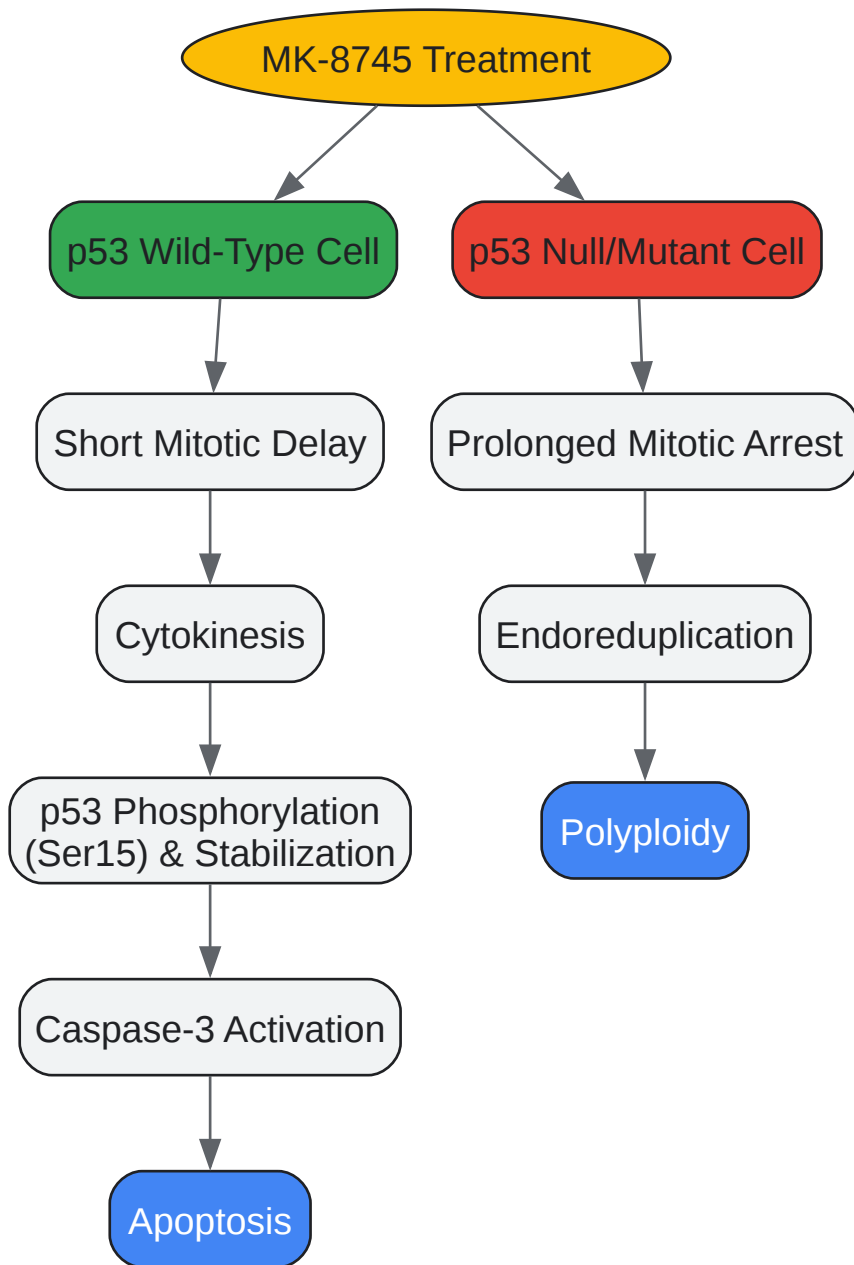 MK-8745 Treatment
p53 Wild-Type Cell
p53 Null/Mutant Cell
Short Mitotic Delay
Prolonged Mitotic Arrest
Cytokinesis
Endoreduplication
p53 Phosphorylation
(Ser15) & Stabilization
Polyploidy
Caspase-3 Activation
Apoptosis